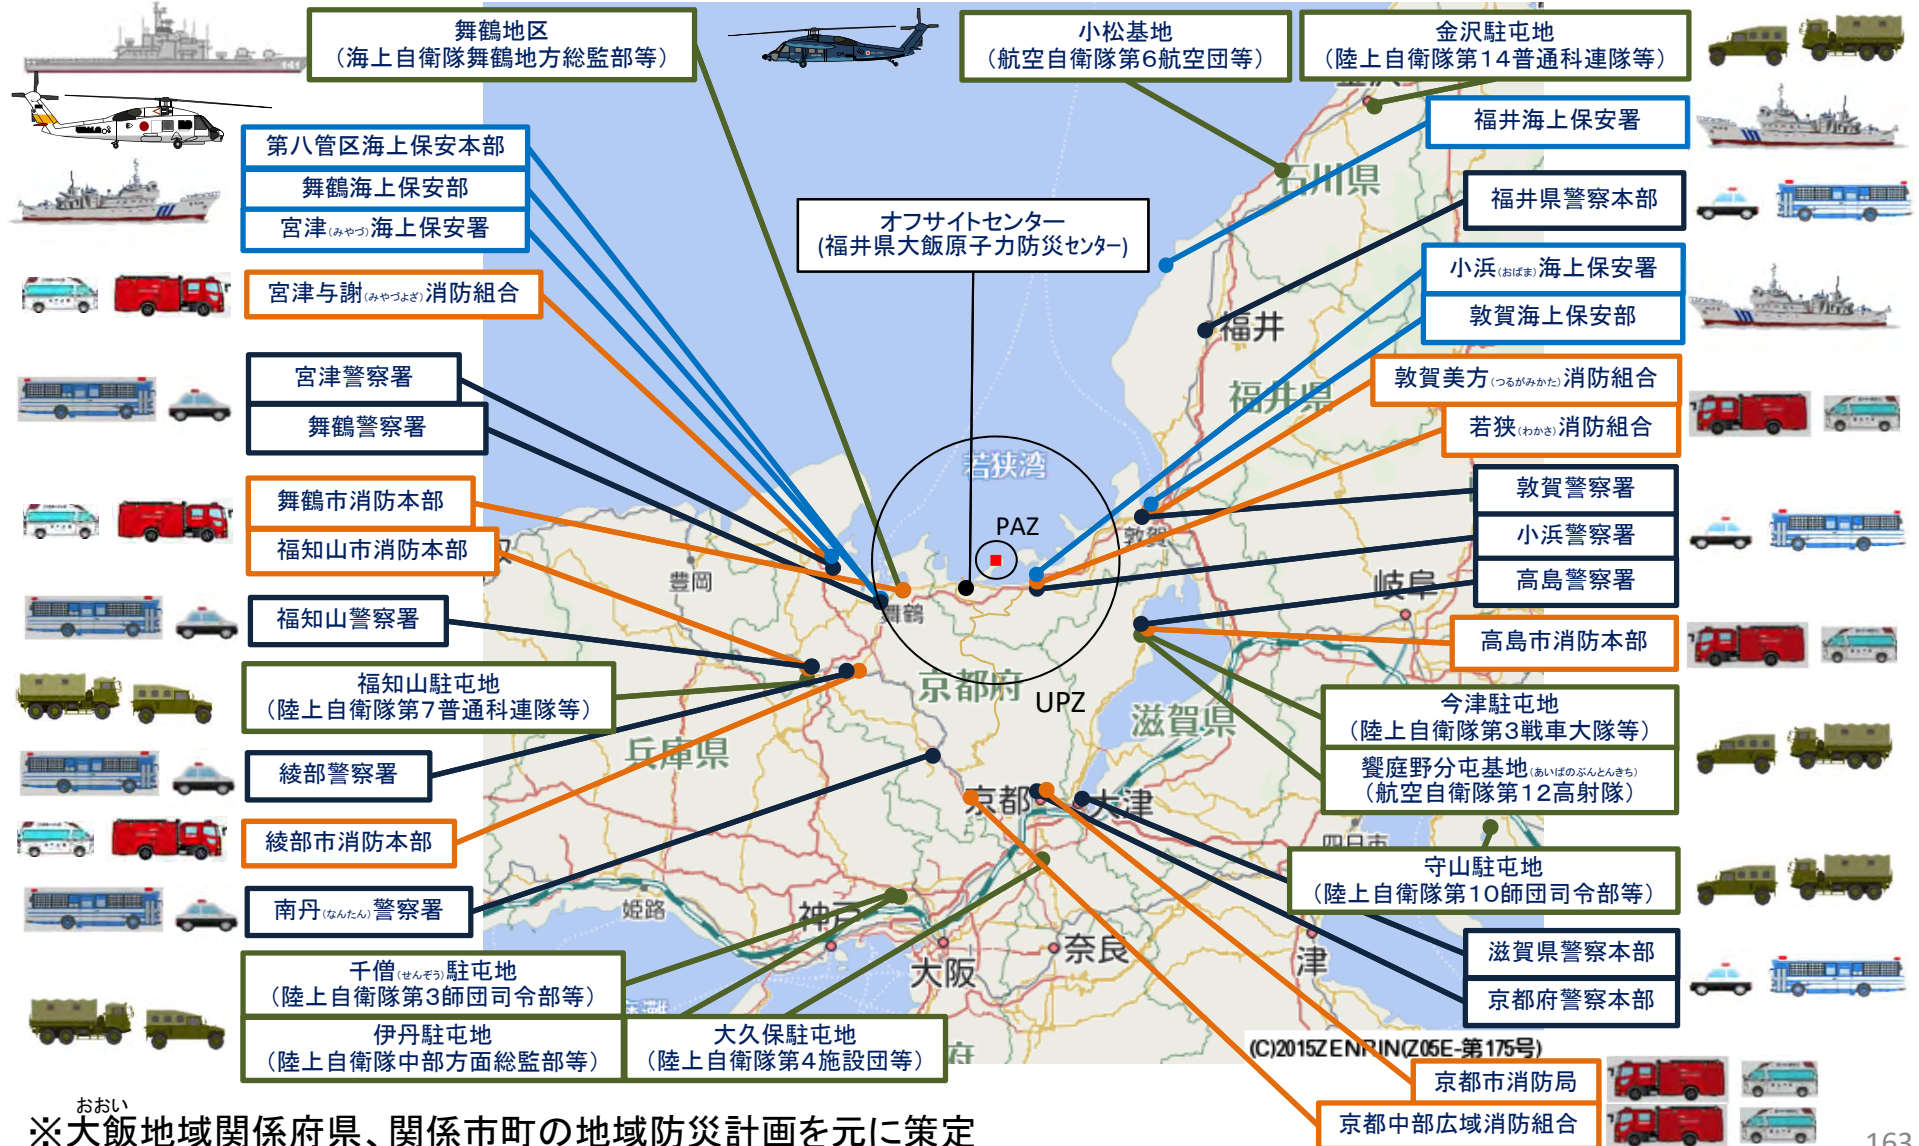 舞鶴地区
（海上自衛隊舞鶴地方総監部等）
小松基地
（航空自衛隊第6航空団等）
金沢駐屯地
（陸上自衛隊第14普通科連隊等）
第八管区海上保安本部
舞鶴海上保安部
宮津(みやづ)海上保安署
宮津与謝(みやづよざ)消防組合
宮津警察署
舞鶴警察署
舞鶴市消防本部
福知山市消防本部
福知山警察署
福知山駐屯地
（陸上自衛隊第7普通科連隊等）
綾部警察署
綾部市消防本部
南丹(なんたん)警察署
千僧(せんぞう)駐屯地
（陸上自衛隊第3師団司令部等）
伊丹駐屯地
（陸上自衛隊中部方面総監部等）
大久保駐屯地
（陸上自衛隊第4施設団等）
オフサイトセンター
(福井県大飯原子力防災センター)
福井海上保安署
福井県警察本部
小浜(おばま)海上保安署
敦賀海上保安部
敦賀美方(つるがみかた)消防組合
若狭(わかさ)消防組合
敦賀警察署
小浜警察署
高島警察署
高島市消防本部
今津駐屯地
（陸上自衛隊第3戦車大隊等）
饗庭野分屯基地(あいばのぶんとんきち)
（航空自衛隊第12高射隊）
守山駐屯地
（陸上自衛隊第10師団司令部等）
滋賀県警察本部
京都府警察本部
京都市消防局
京都中部広域消防組合
石川県
福井
福井県
若狭湾
PAZ
敦賀
豊岡
舞鶴
岐阜
京都府
UPZ
滋賀県
兵庫県
京都
大津
四日市
姫路
神戸
大阪
奈良
津
(C)2015ZENRIN(Z05E-第175号)
おおい
※大飯地域関係府県、関係市町の地域防災計画を元に策定
163